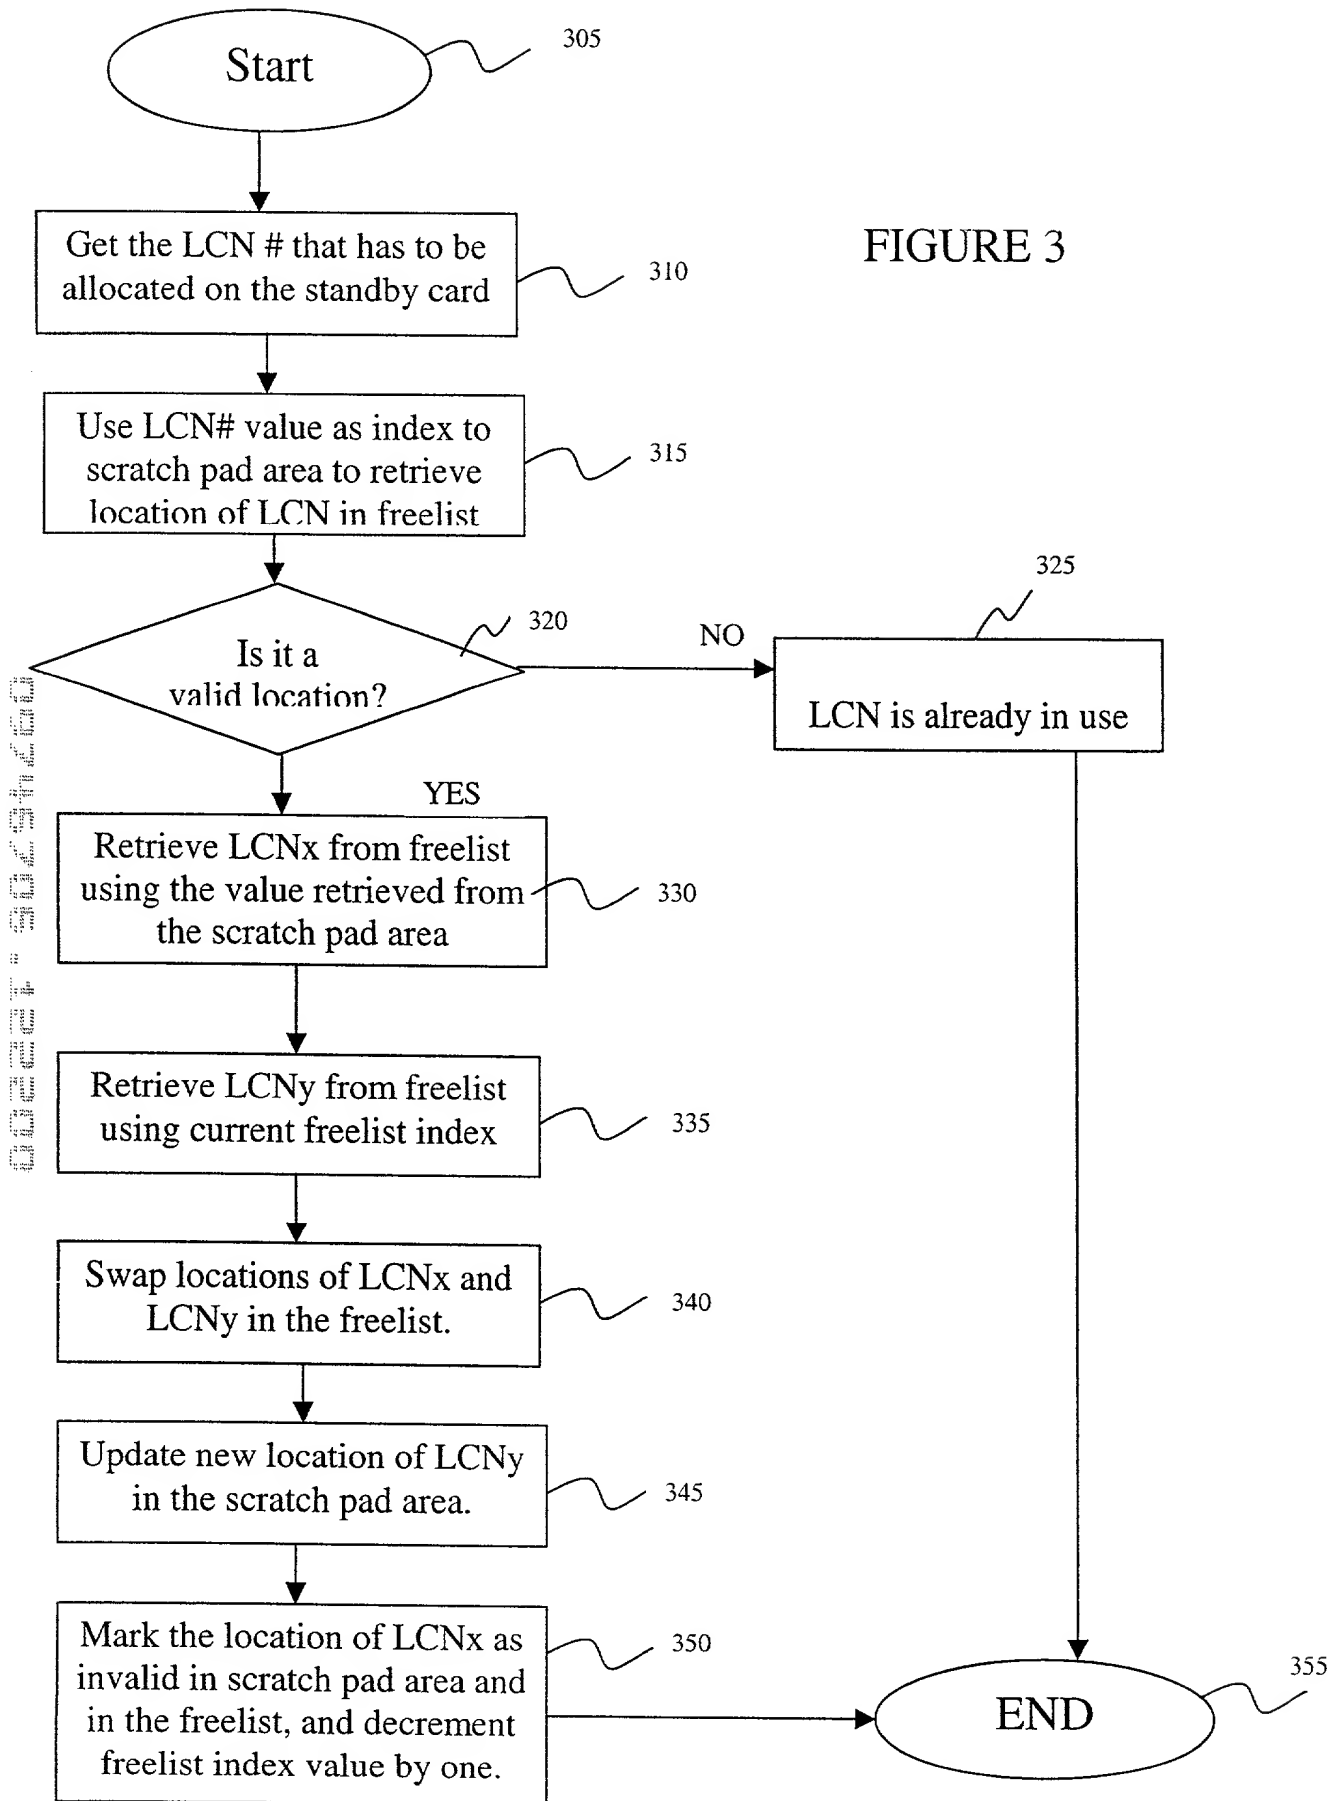 Start
305
FIGURE 3
Get the LCN # that has to be
allocated on the standby card
310
Use LCN# value as index to
scratch pad area to retrieve
location of LCN in freelist
315
Is it a
valid location?
320
NO
325
LCN is already in use
YES
Retrieve LCNx from freelist
using the value retrieved from
the scratch pad area
330
Retrieve LCNy from freelist
using current freelist index
335
Swap locations of LCNx and
LCNy in the freelist.
340
Update new location of LCNy
in the scratch pad area.
345
Mark the location of LCNx as
invalid in scratch pad area and
in the freelist, and decrement
freelist index value by one.
350
END
355